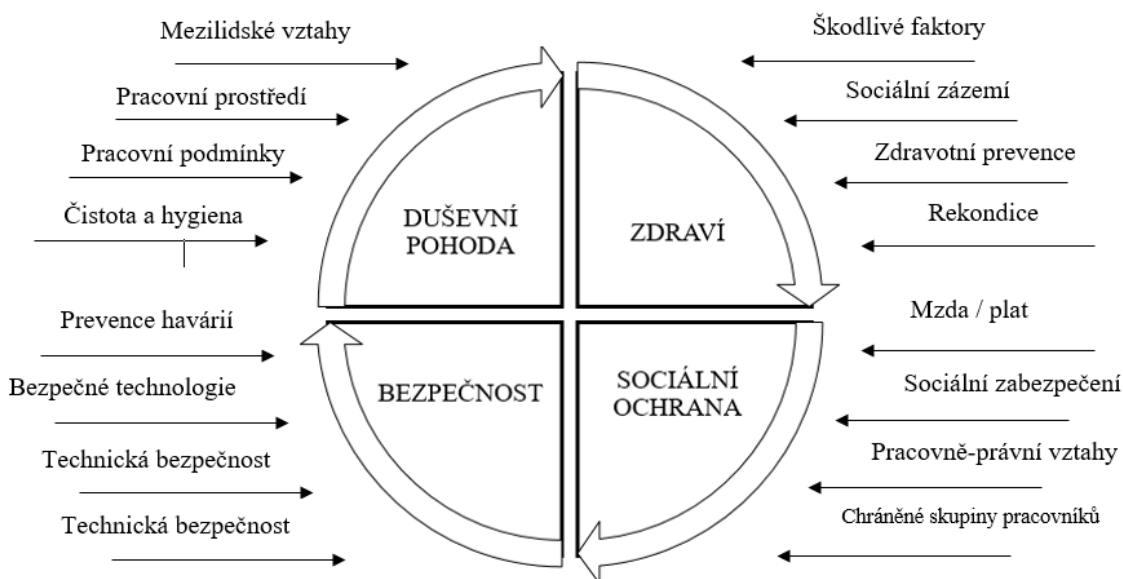 Mezilidské vztahy
Pracovní prostředí
Pracovní podmínky
Čistota a hygiena
Škodlivé faktory
Sociální zázemí
Zdravotní prevence
Rekondice
DUŠEVNÍ
POHODA
ZDRAVÍ
Prevence havárií
Bezpečné technologie
Technická bezpečnost
Technická bezpečnost
BEZPEČNOST
SOCIÁLNÍ
OCHRANA
Mzda / plat
Sociální zabezpečení
Pracovně-právní vztahy
Chráněné skupiny pracovníků